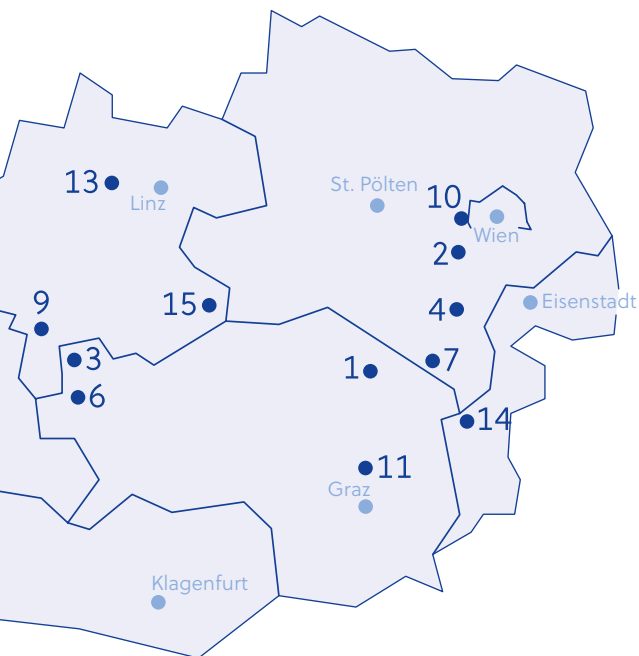 13
Linz
St. Pölten
10
Wien
2
9
15
4
Eisenstadt
3
1
7
6
14
11
Graz
Klagenfurt